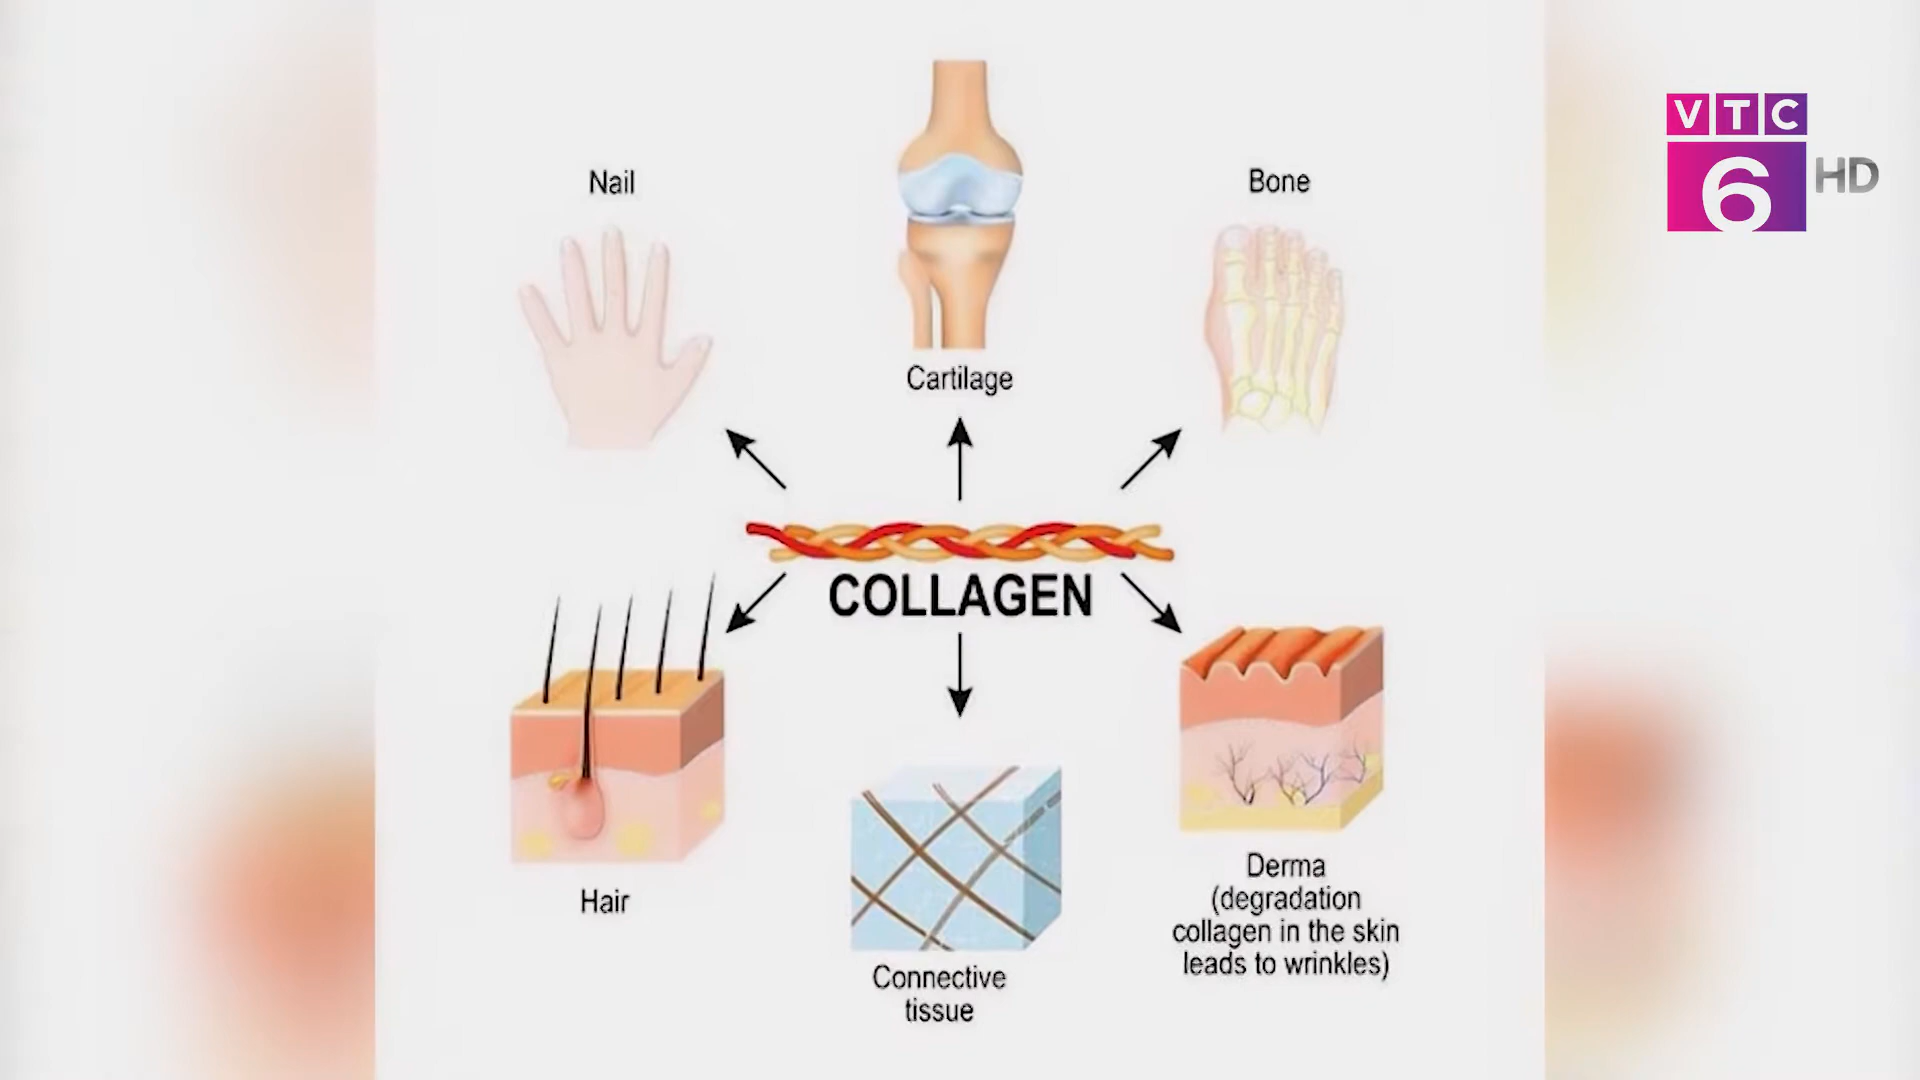 VTC
6 HD
Nail
Bone
Cartilage
COLLAGEN
Hair
Connective
tissue
Derma
(degradation
collagen in the skin
leads to wrinkles)